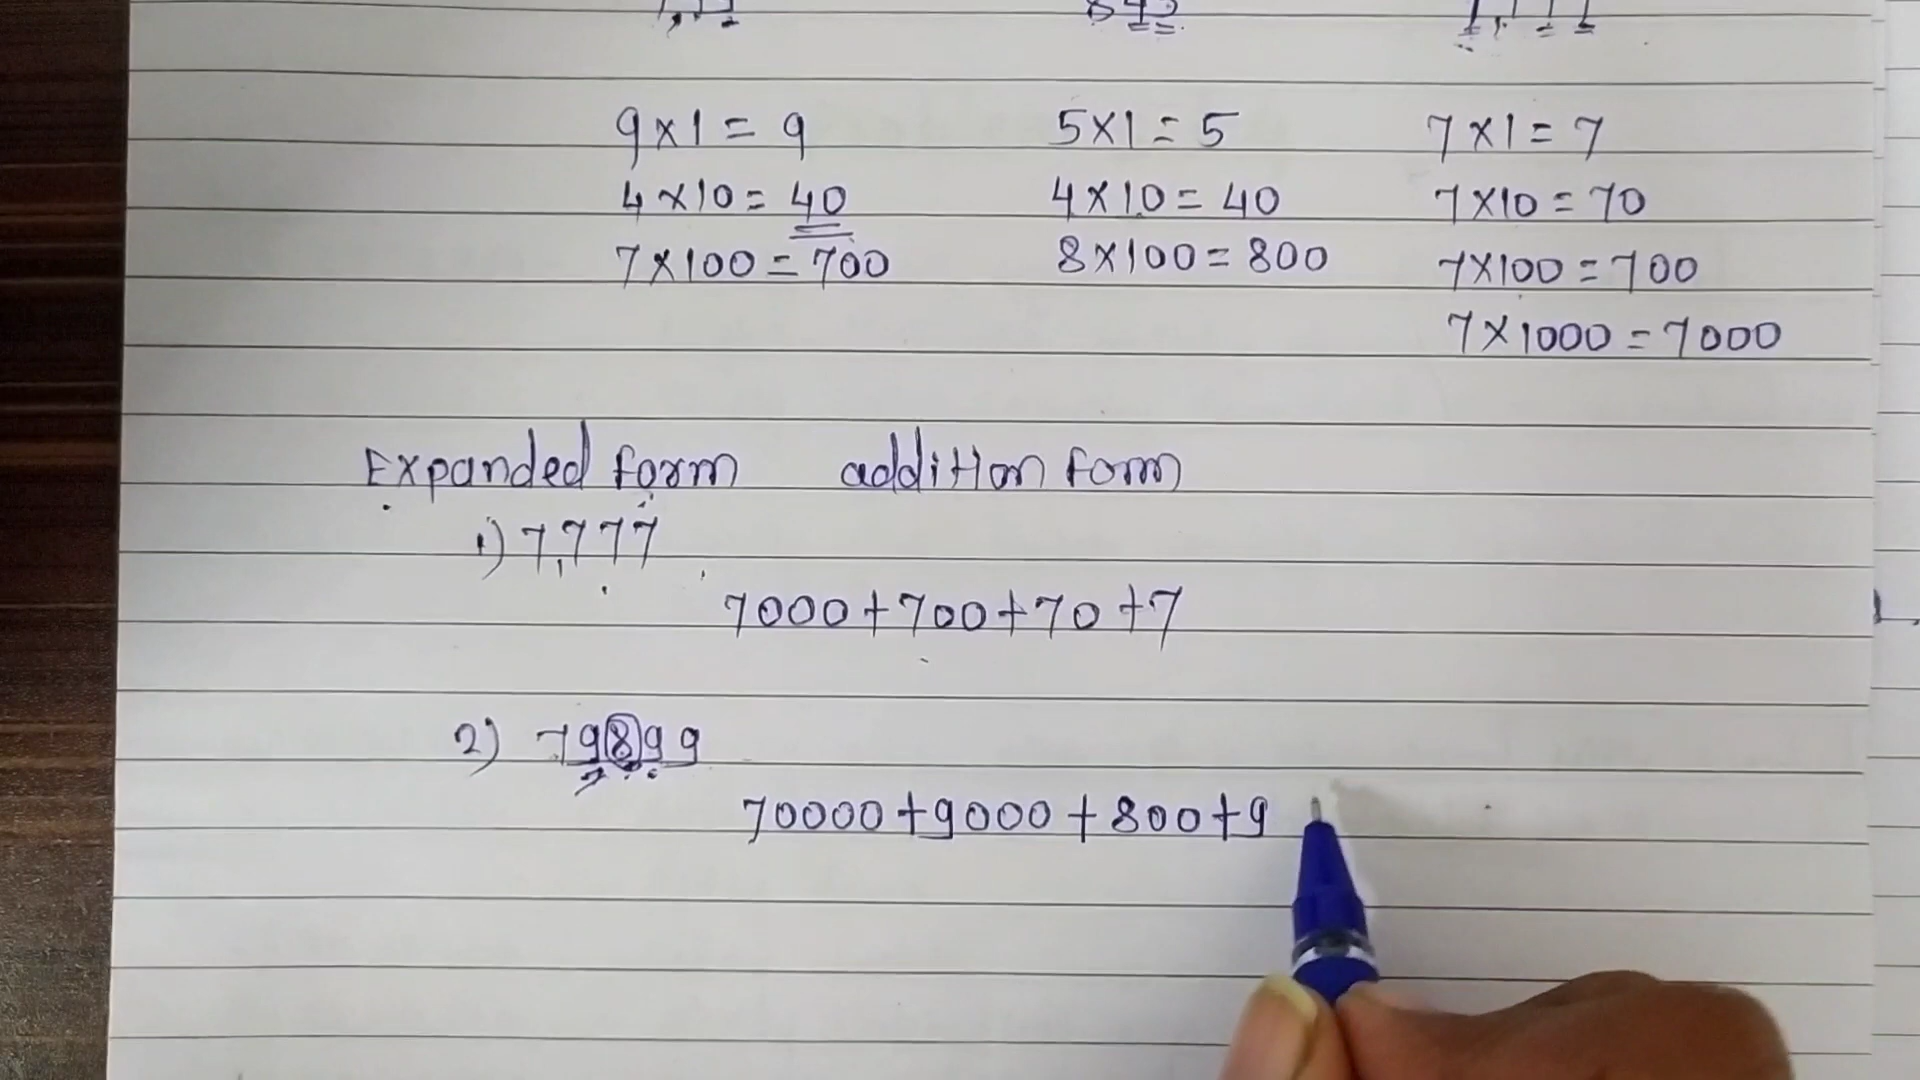 9×1=9 5×1=5 7×1=7
4×10=40 4×10=40 7×10=70
7×100=700 8×100=800 7×100=700
7×1000=7000
Expanded form addition form
1) 7,777
7000+700+70+7
2) 79899
70000+9000+800+9